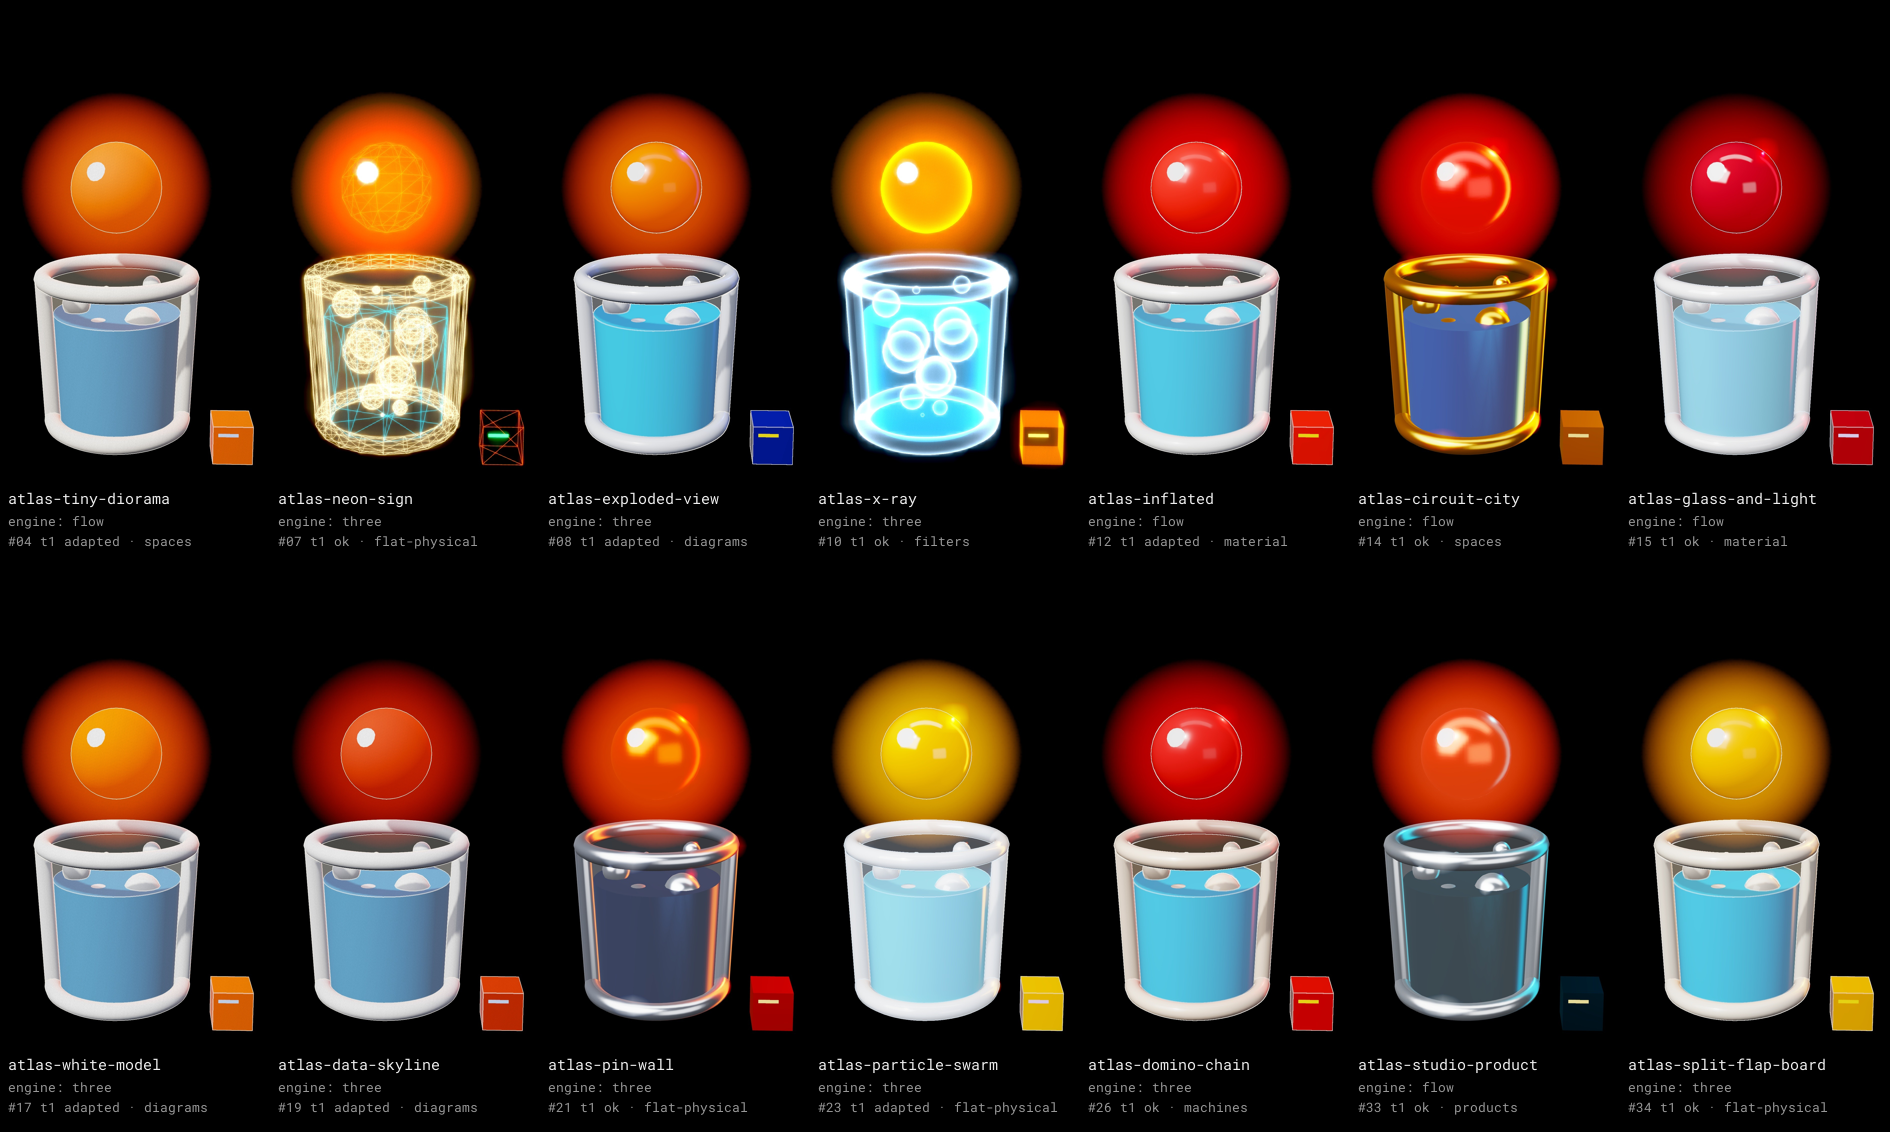 atlas-tiny-diorama
engine: flow
#04 t1 adapted · spaces
atlas-neon-sign
engine: three
#07 t1 ok · flat-physical
atlas-exploded-view
engine: three
#08 t1 adapted · diagrams
atlas-x-ray
engine: three
#10 t1 ok · filters
atlas-inflated
engine: flow
#12 t1 adapted · material
atlas-circuit-city
engine: flow
#14 t1 ok · spaces
atlas-glass-and-light
engine: flow
#15 t1 ok · material
atlas-white-model
engine: three
#17 t1 adapted · diagrams
atlas-data-skyline
engine: three
#19 t1 adapted · diagrams
atlas-pin-wall
engine: three
#21 t1 ok · flat-physical
atlas-particle-swarm
engine: three
#23 t1 adapted · flat-physical
atlas-domino-chain
engine: three
#26 t1 ok · machines
atlas-studio-product
engine: flow
#33 t1 ok · products
atlas-split-flap-board
engine: three
#34 t1 ok · flat-physical